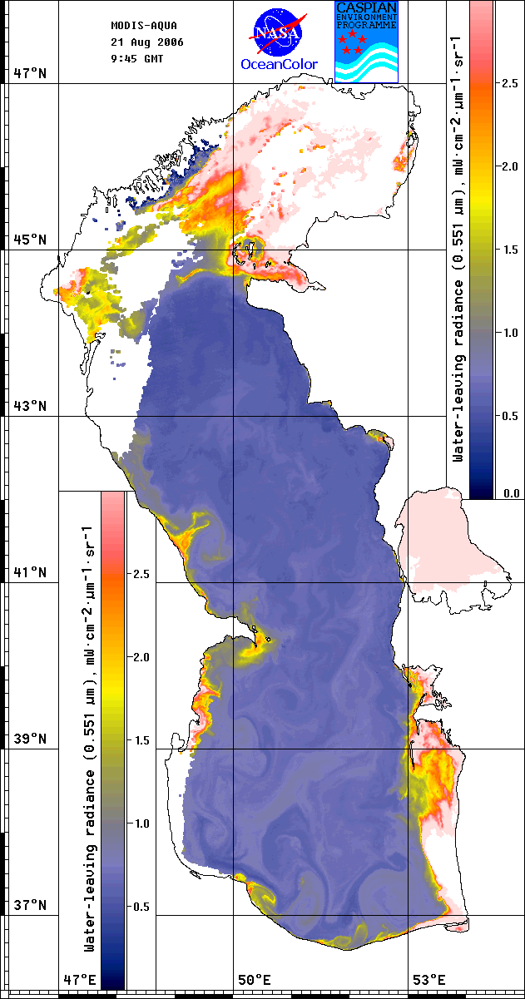 MODIS-AQUA
21 Aug 2006
9:45 GMT
NASA
OceanColor
CASPIAN
ENVIRONMENT
PROGRAMME
47°N
45°N
43°N
41°N
39°N
37°N
47°E
50°E
53°E
Water-leaving radiance (0.551 µm), mW·cm-2·µm-1·sr-1
2.5
2.0
1.5
1.0
0.5
0.0
Water-leaving radiance (0.551 µm), mW·cm-2·µm-1·sr-1
2.5
2.0
1.5
1.0
0.5